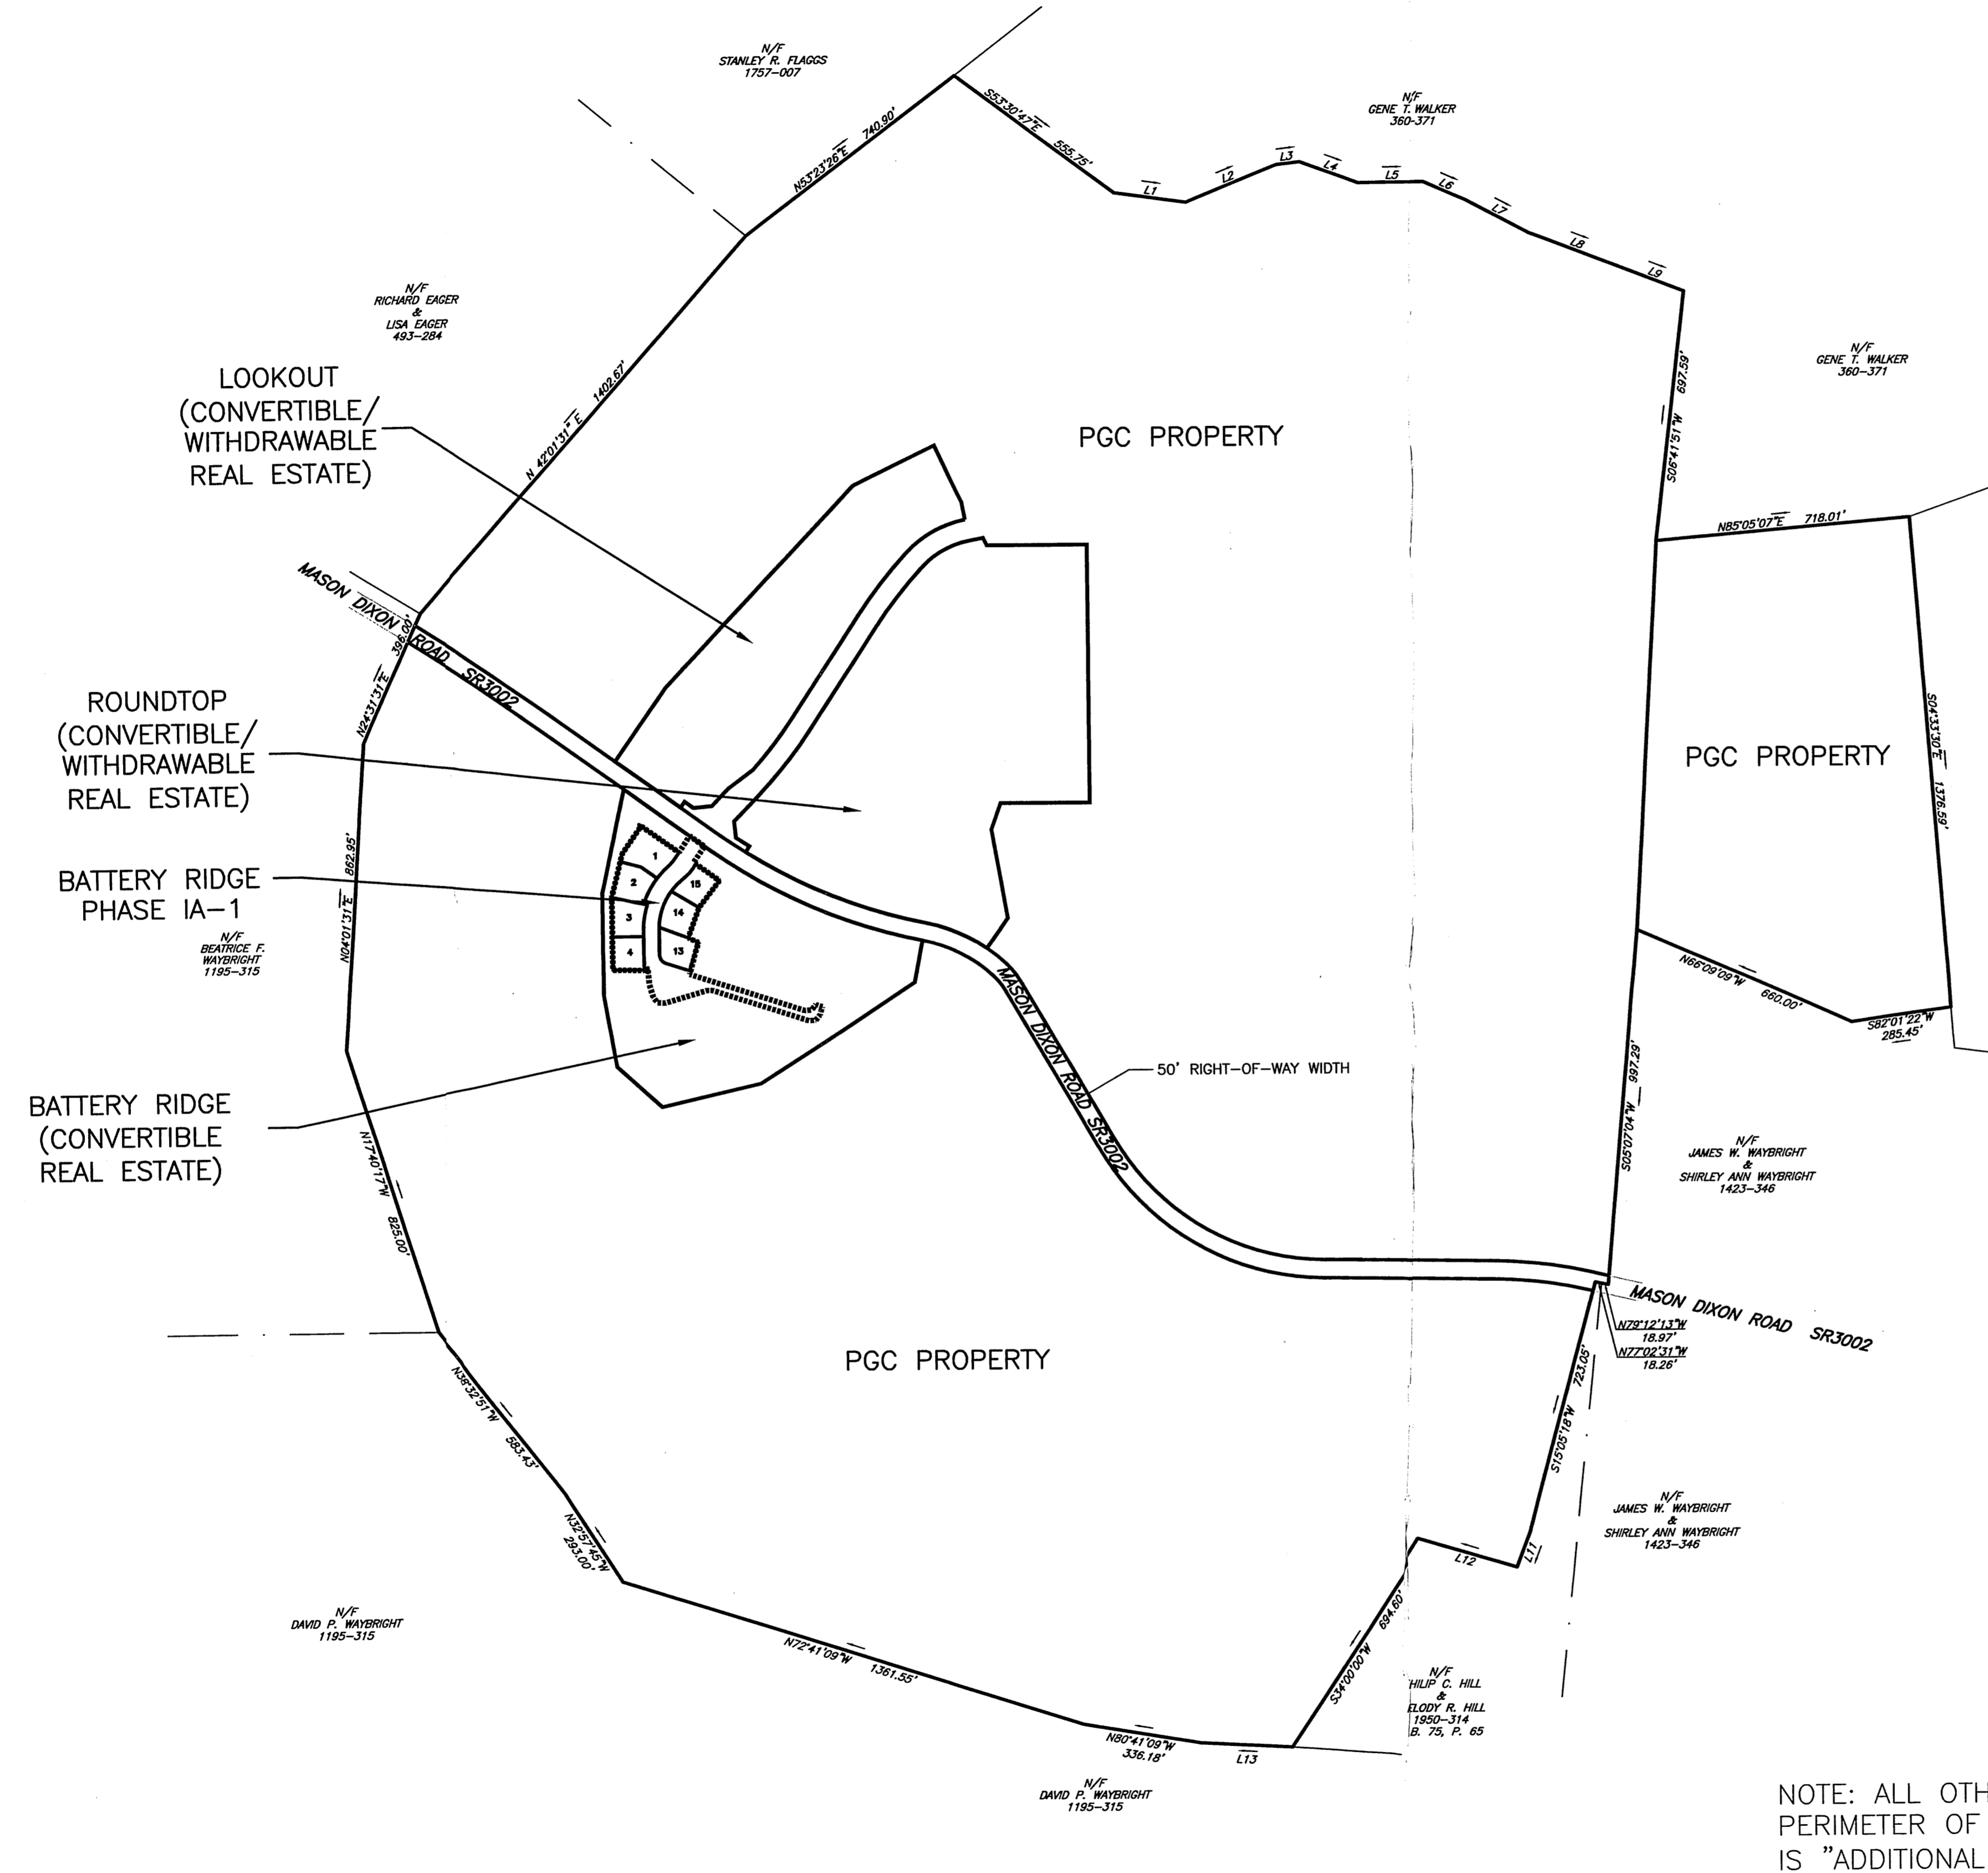 N/F
STANLEY R. FLAGGS
1757-007
N/F
GENE T. WALKER
360-371
N53°23'26"E 740.90'
S53°30'47"E 555.75'
L1
L2
L3
L4
L5
L6
L7
L8
L9
N/F
RICHARD EAGER
&
LISA EAGER
493-284
N 42°01'31" E 1402.67'
N/F
GENE T. WALKER
360-371
S06°41'51"W 697.59'
LOOKOUT
(CONVERTIBLE/
WITHDRAWABLE
REAL ESTATE)
PGC PROPERTY
N85°05'07"E 718.01'
MASON DIXON ROAD SR3002
N24°31'31"E 396.00'
ROUNDTOP
(CONVERTIBLE/
WITHDRAWABLE
REAL ESTATE)
PGC PROPERTY
S04°33'30"E 1376.59'
N04°01'31"E 862.95'
BATTERY RIDGE
PHASE IA-1
N/F
BEATRICE F.
WAYBRIGHT
1195-315
1
2
3
4
15
14
13
N66°09'09"W 660.00'
S82°01'22"W
285.45'
MASON DIXON ROAD SR3002
50' RIGHT-OF-WAY WIDTH
S05°07'04"W 997.29'
BATTERY RIDGE
(CONVERTIBLE
REAL ESTATE)
N17°40'17"W 825.00'
N/F
JAMES W. WAYBRIGHT
&
SHIRLEY ANN WAYBRIGHT
1423-346
MASON DIXON ROAD SR3002
N79°12'13"W
18.97'
N77°02'31"W
18.26'
PGC PROPERTY
N38°32'51"W 583.43'
S15°05'18"W 723.05'
N32°57'45"W
293.00'
N/F
JAMES W. WAYBRIGHT
&
SHIRLEY ANN WAYBRIGHT
1423-346
L11
L12
N/F
DAVID P. WAYBRIGHT
1195-315
N72°41'09"W 1361.55'
S34°00'00"W 694.60'
N/F
HILIP C. HILL
&
ELODY R. HILL
1950-314
B. 75, P. 65
N80°41'09"W
336.18'
L13
N/F
DAVID P. WAYBRIGHT
1195-315
NOTE: ALL OTH
PERIMETER OF
IS "ADDITIONAL